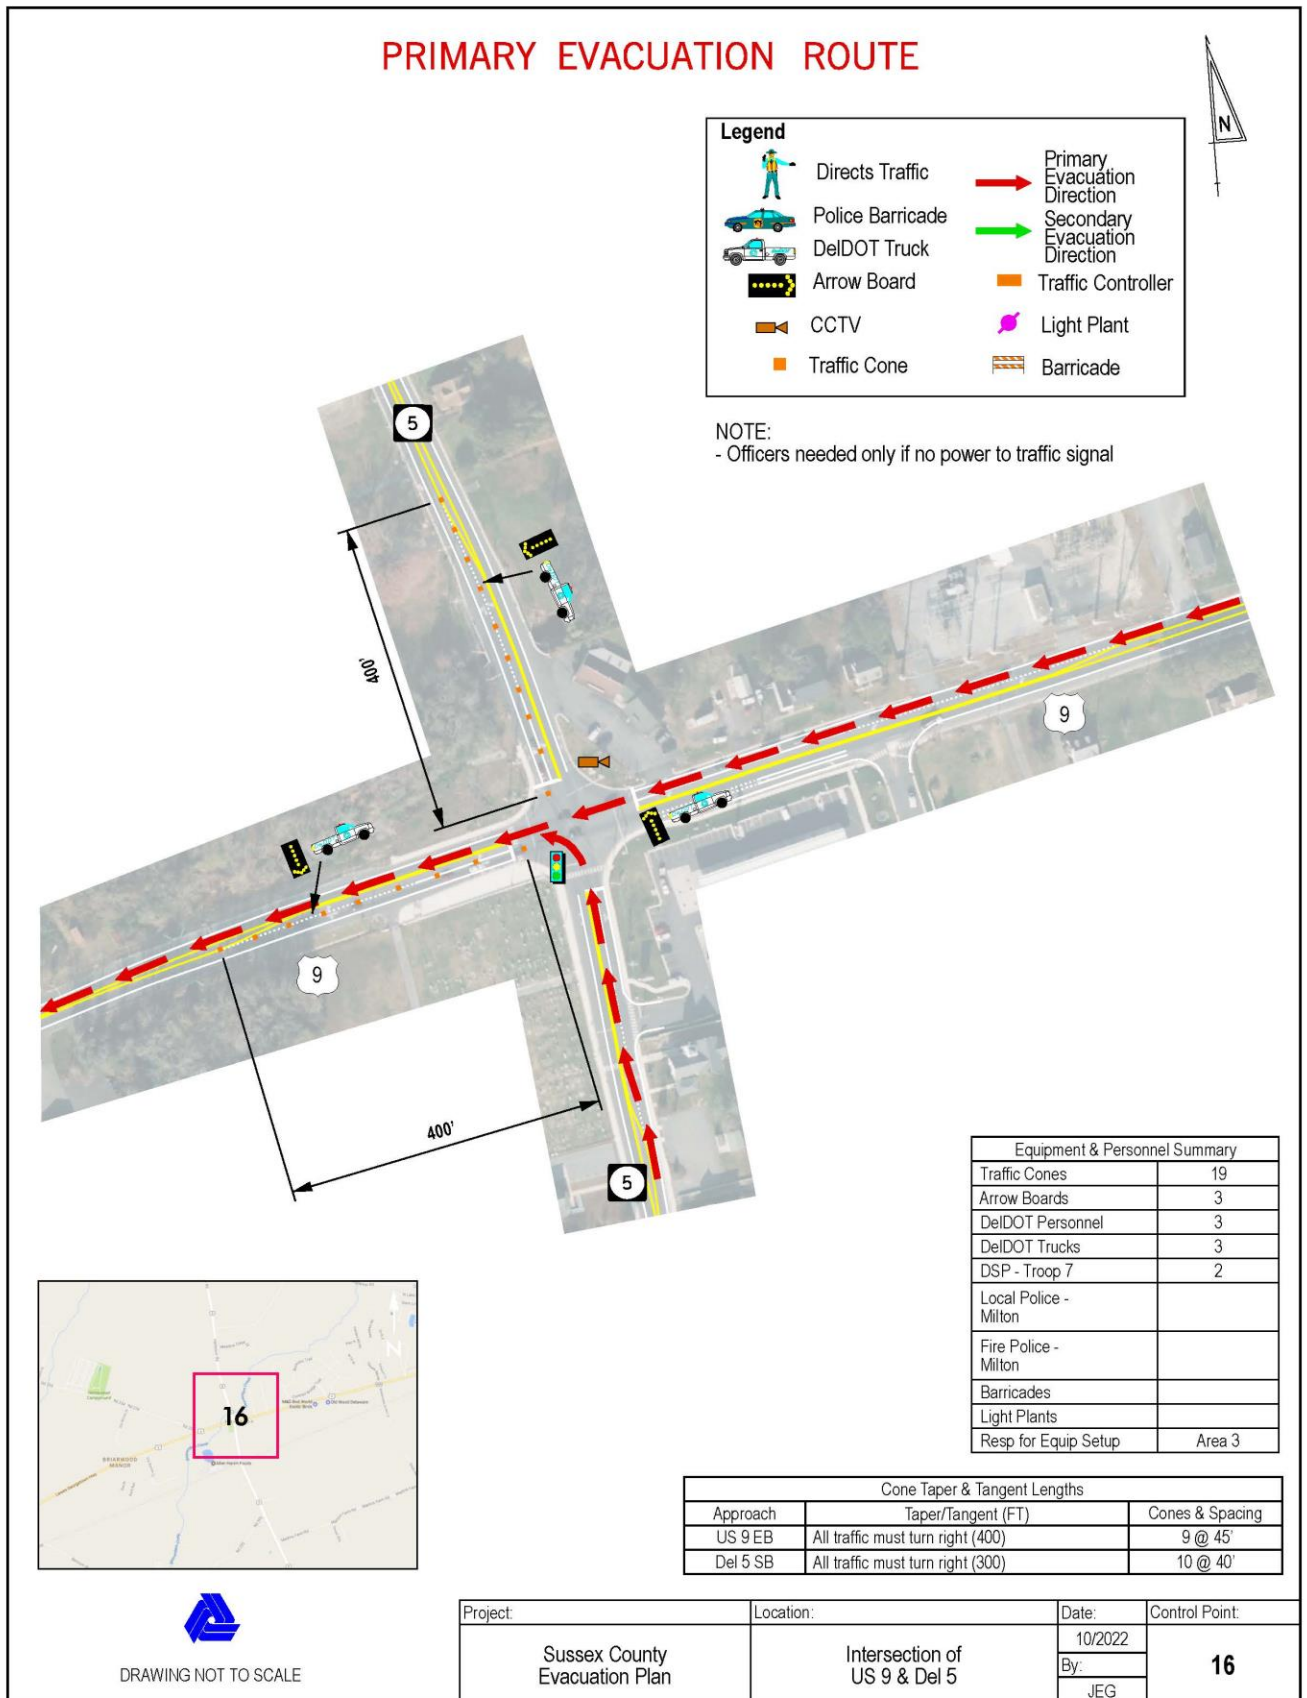 PRIMARY EVACUATION ROUTE
N
Legend
Directs Traffic
Police Barricade
DelDOT Truck
Arrow Board
CCTV
Traffic Cone
Primary
Evacuation
Direction
Secondary
Evacuation
Direction
Traffic Controller
Light Plant
Barricade
NOTE:
- Officers needed only if no power to traffic signal
5
400'
9
9
400'
5
Equipment & Personnel Summary
Traffic Cones 19
Arrow Boards 3
DelDOT Personnel 3
DelDOT Trucks 3
DSP - Troop 7 2
Local Police -
Milton
Fire Police -
Milton
Barricades
Light Plants
Resp for Equip Setup Area 3
N
16
BRIARWOOD
MANOR
Cone Taper & Tangent Lengths
Approach Taper/Tangent (FT) Cones & Spacing
US 9 EB All traffic must turn right (400) 9 @ 45'
Del 5 SB All traffic must turn right (300) 10 @ 40'
DRAWING NOT TO SCALE
Project: Location: Date: Control Point:
Sussex County
Evacuation Plan
Intersection of
US 9 & Del 5
10/2022
By:
JEG
16